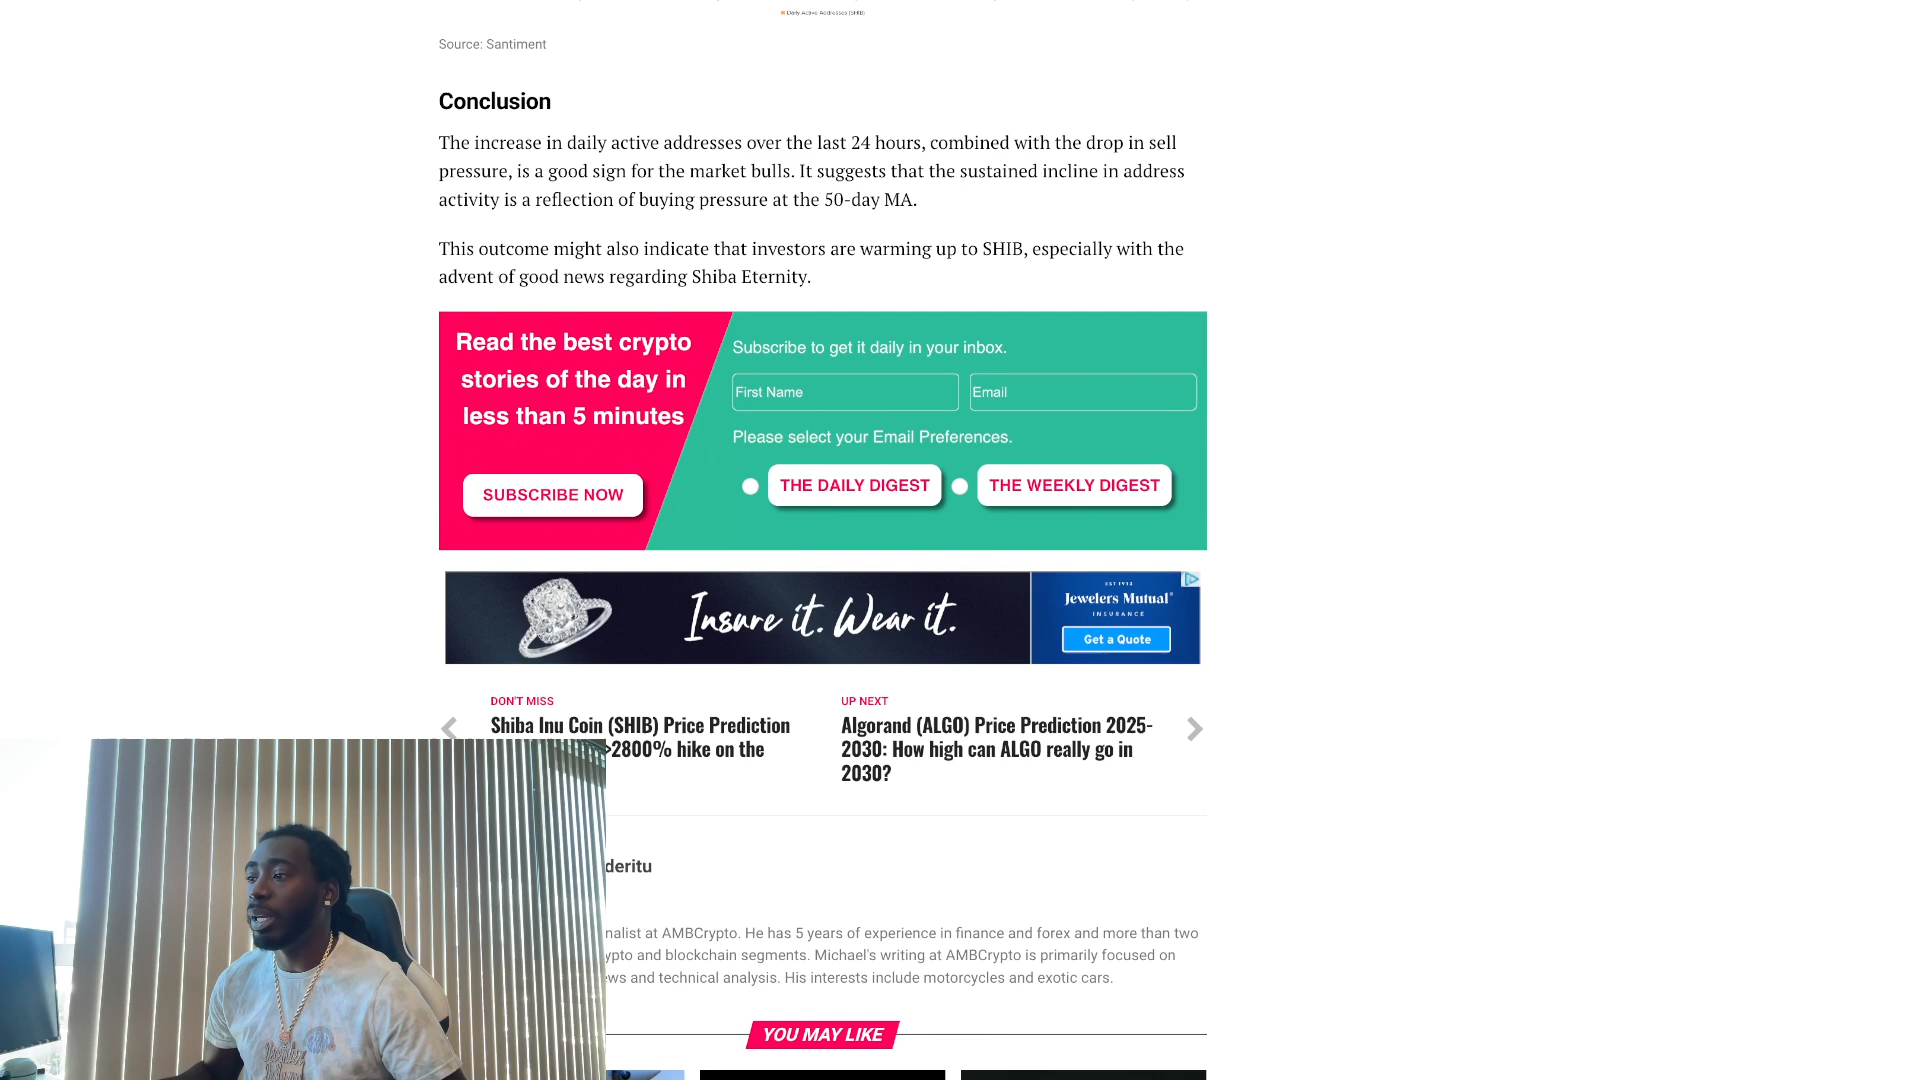 Daily Active Addresses (SHIB)
Source: Santiment
Conclusion
The increase in daily active addresses over the last 24 hours, combined with the drop in sell
pressure, is a good sign for the market bulls. It suggests that the sustained incline in address
activity is a reflection of buying pressure at the 50-day MA.
This outcome might also indicate that investors are warming up to SHIB, especially with the
advent of good news regarding Shiba Eternity.
Read the best crypto
stories of the day in
less than 5 minutes
SUBSCRIBE NOW
Subscribe to get it daily in your inbox.
First Name
Email
Please select your Email Preferences.
THE DAILY DIGEST
THE WEEKLY DIGEST
Insure it. Wear it.
EST 1913
Jewelers Mutual®
INSURANCE
Get a Quote
DON'T MISS
Shiba Inu Coin (SHIB) Price Prediction
>2800% hike on the
UP NEXT
Algorand (ALGO) Price Prediction 2025-
2030: How high can ALGO really go in
2030?
deritu
nalist at AMBCrypto. He has 5 years of experience in finance and forex and more than two
ypto and blockchain segments. Michael's writing at AMBCrypto is primarily focused on
ws and technical analysis. His interests include motorcycles and exotic cars.
YOU MAY LIKE